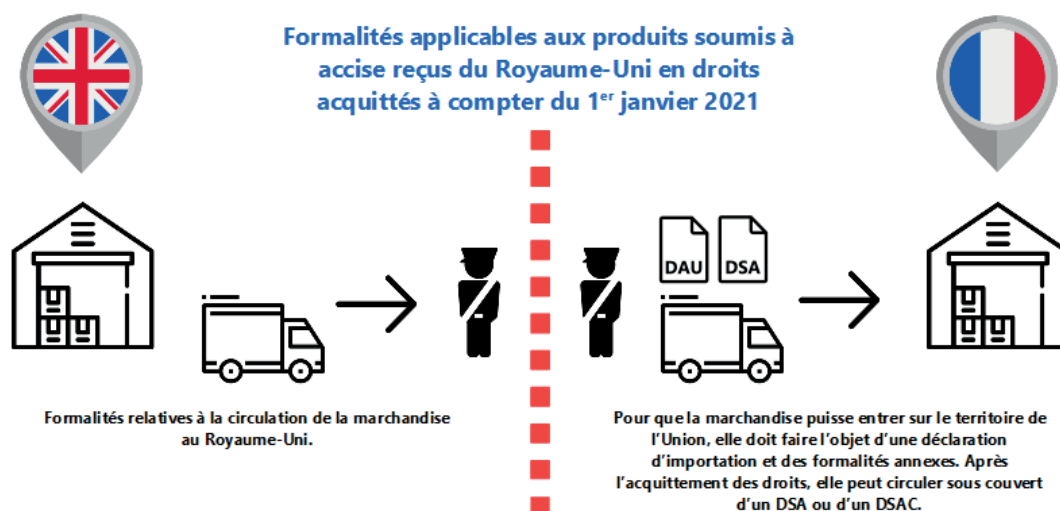 Formalités applicables aux produits soumis à
accise reçus du Royaume-Uni en droits
acquittés à compter du 1er janvier 2021
DAU
DSA
Formalités relatives à la circulation de la marchandise
au Royaume-Uni.
Pour que la marchandise puisse entrer sur le territoire de
l'Union, elle doit faire l'objet d'une déclaration
d'importation et des formalités annexes. Après
l'acquittement des droits, elle peut circuler sous couvert
d'un DSA ou d'un DSAC.